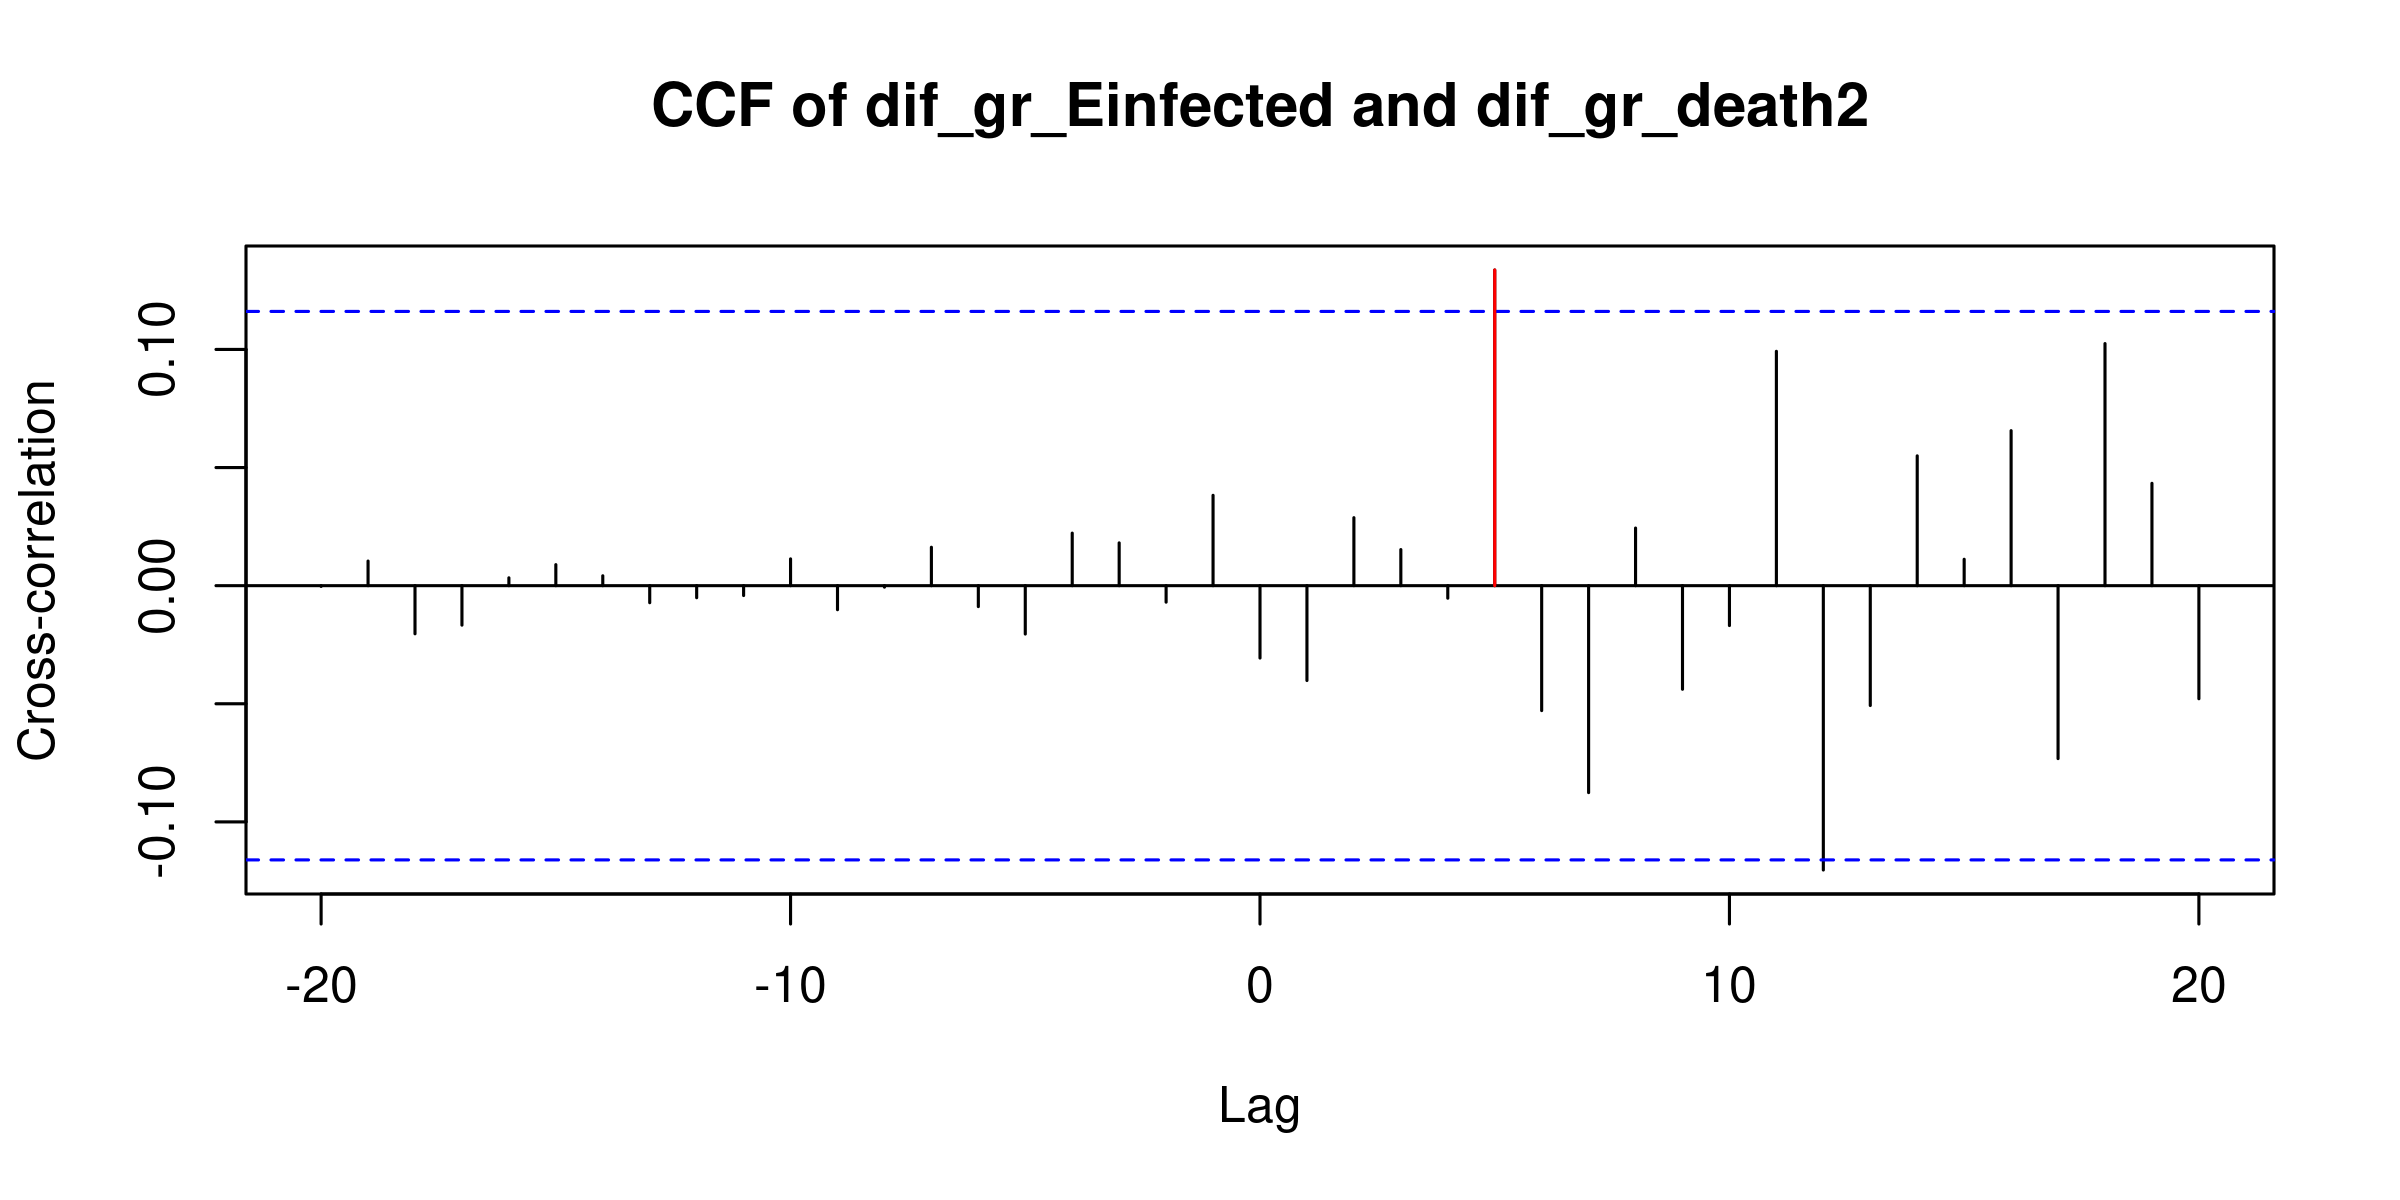 CCF of dif_gr_Einfected and dif_gr_death2
Cross-correlation
0.10
0.00
-0.10
-20 -10 0 10 20
Lag